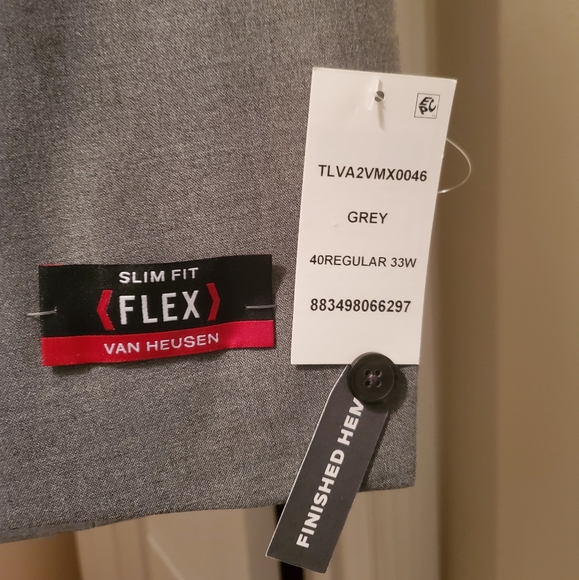 SLIM FIT
FLEX
VAN HEUSEN
TLVA2VMX0046
GREY
40REGULAR 33W
883498066297
FINISHED HEM